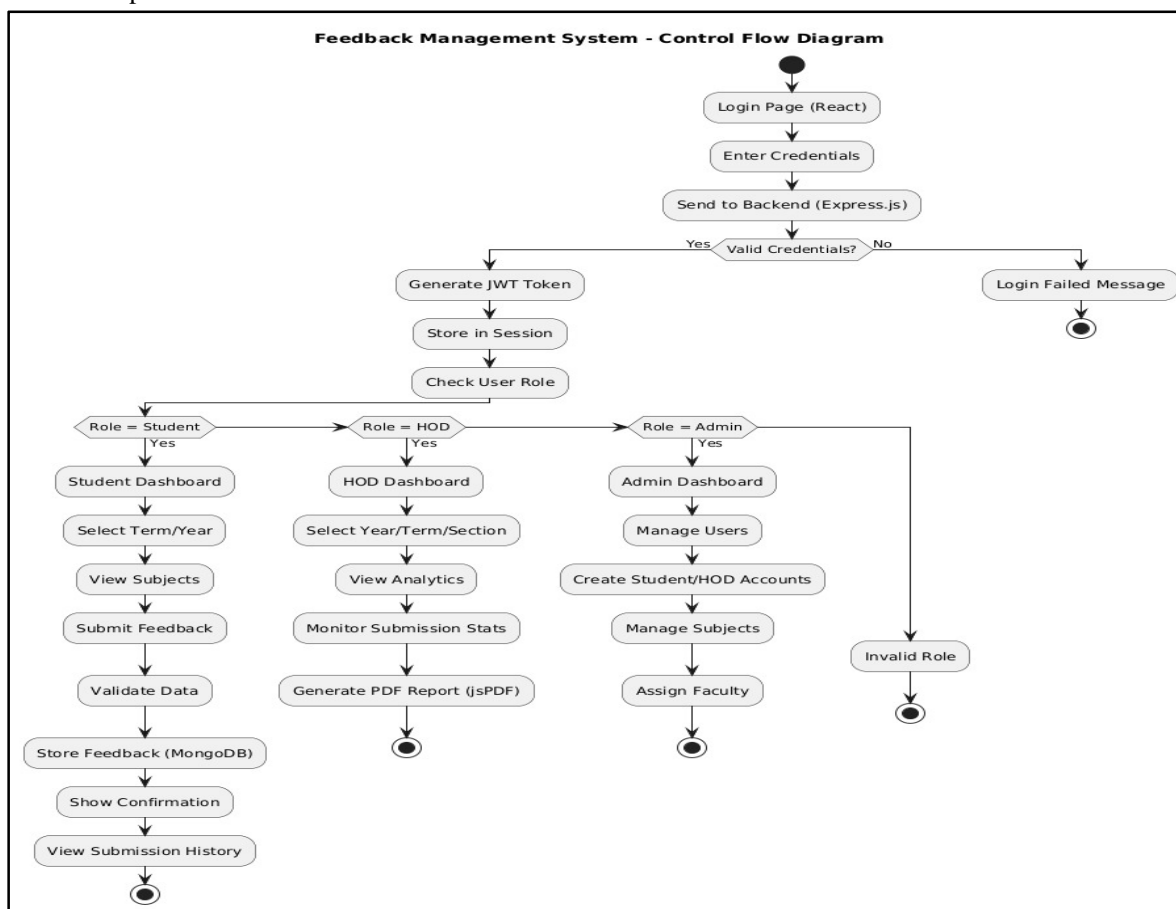 Feedback Management System - Control Flow Diagram
Login Page (React)
Enter Credentials
Send to Backend (Express.js)
Yes
Valid Credentials?
No
Generate JWT Token
Login Failed Message
Store in Session
Check User Role
Role = Student
Role = HOD
Role = Admin
Yes
Yes
Yes
Student Dashboard
HOD Dashboard
Admin Dashboard
Select Term/Year
Select Year/Term/Section
Manage Users
View Subjects
View Analytics
Create Student/HOD Accounts
Submit Feedback
Monitor Submission Stats
Manage Subjects
Invalid Role
Validate Data
Generate PDF Report (jsPDF)
Assign Faculty
Store Feedback (MongoDB)
Show Confirmation
View Submission History